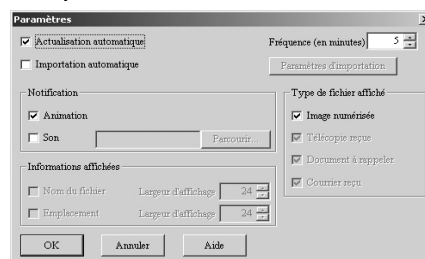 Paramètres
Actualisation automatique
Fréquence (en minutes) 5
Importation automatique
Paramètres d'importation
Notification
Animation
Son
Parcourir...
Type de fichier affiché
Image numérisée
Télécopie reçue
Document à rappeler
Courrier reçu
Informations affichées
Nom du fichier Largeur d'affichage 24
Emplacement Largeur d'affichage 24
OK Annuler Aide